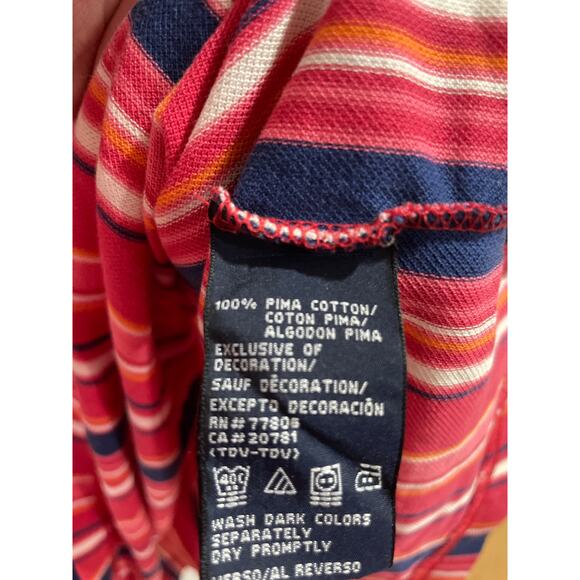 100% PIMA COTTON/
COTON PIMA/
ALGODON PIMA
EXCLUSIVE OF
DECORATION/
SAUF DÉCORATION/
EXCEPTO DECORACIÓN
RN# 77806
CA# 20781
(TDV-TDV)
40C
WASH DARK COLORS
SEPARATELY
DRY PROMPTLY
VERSO/AL REVERSO